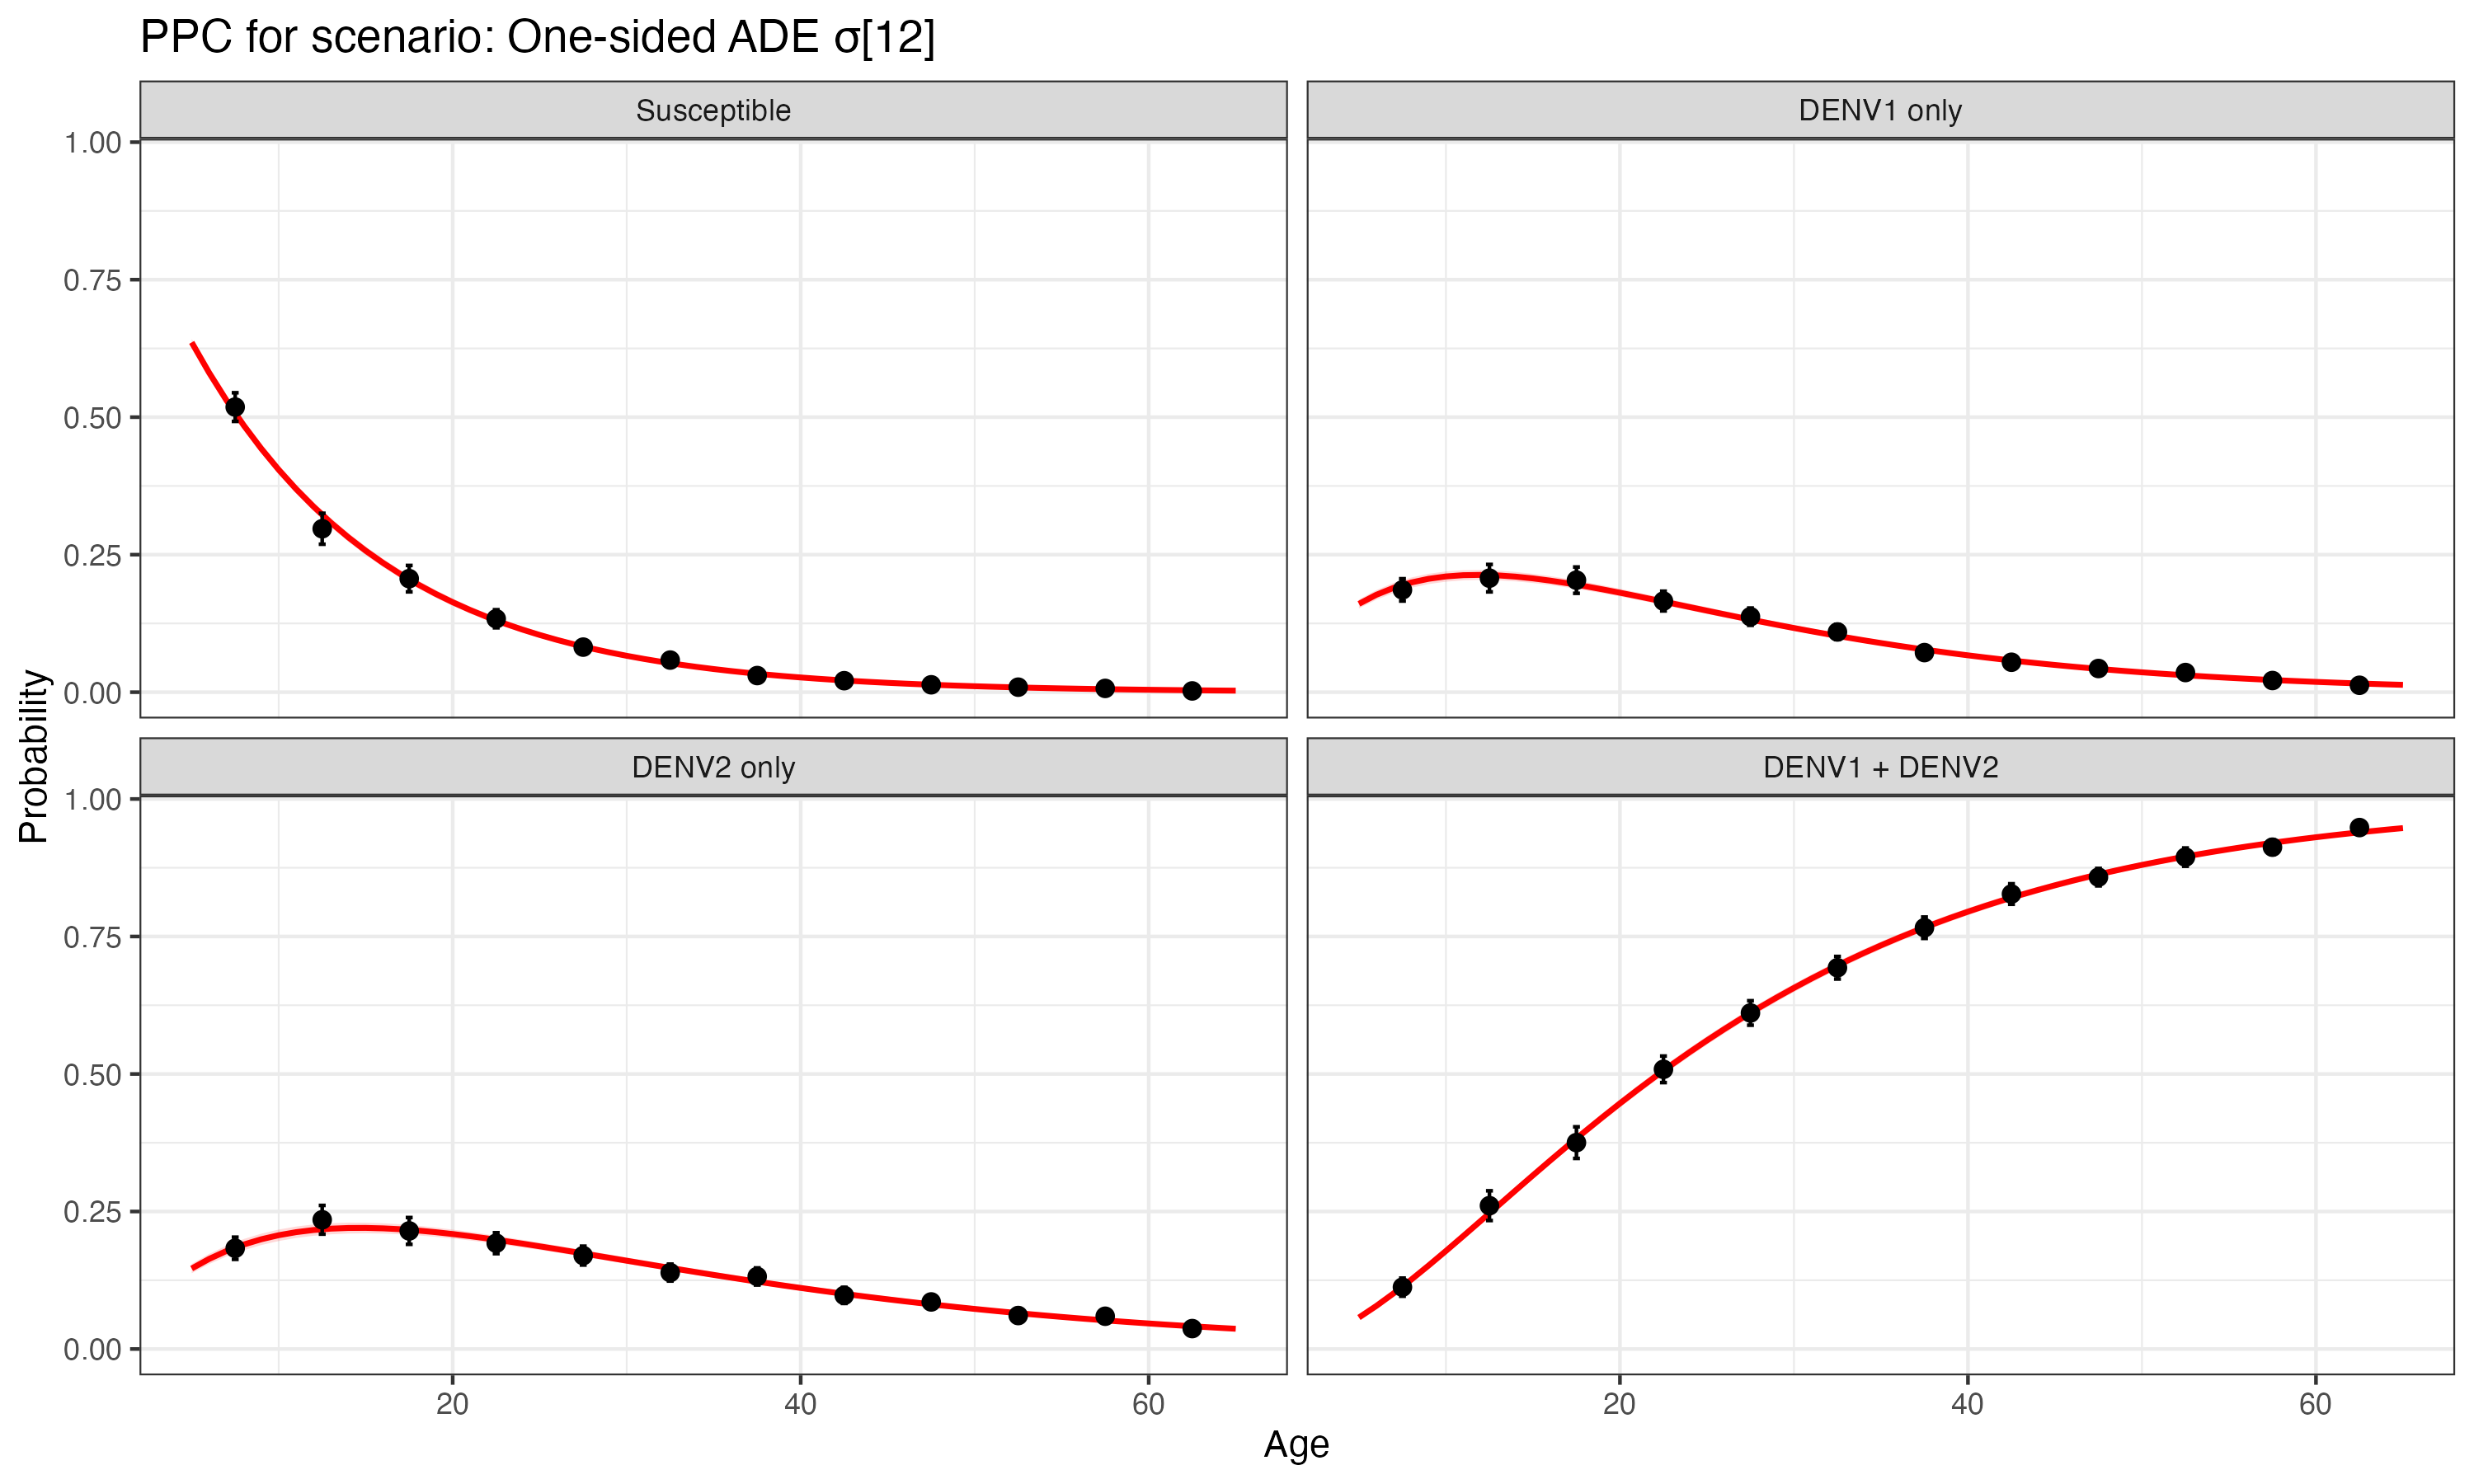 PPC for scenario: One-sided ADE σ[12]
Susceptible
DENV1 only
1.00
0.75
0.50
0.25
0.00
DENV2 only
DENV1 + DENV2
1.00
0.75
0.50
0.25
0.00
Probability
20
40
60
20
40
60
Age